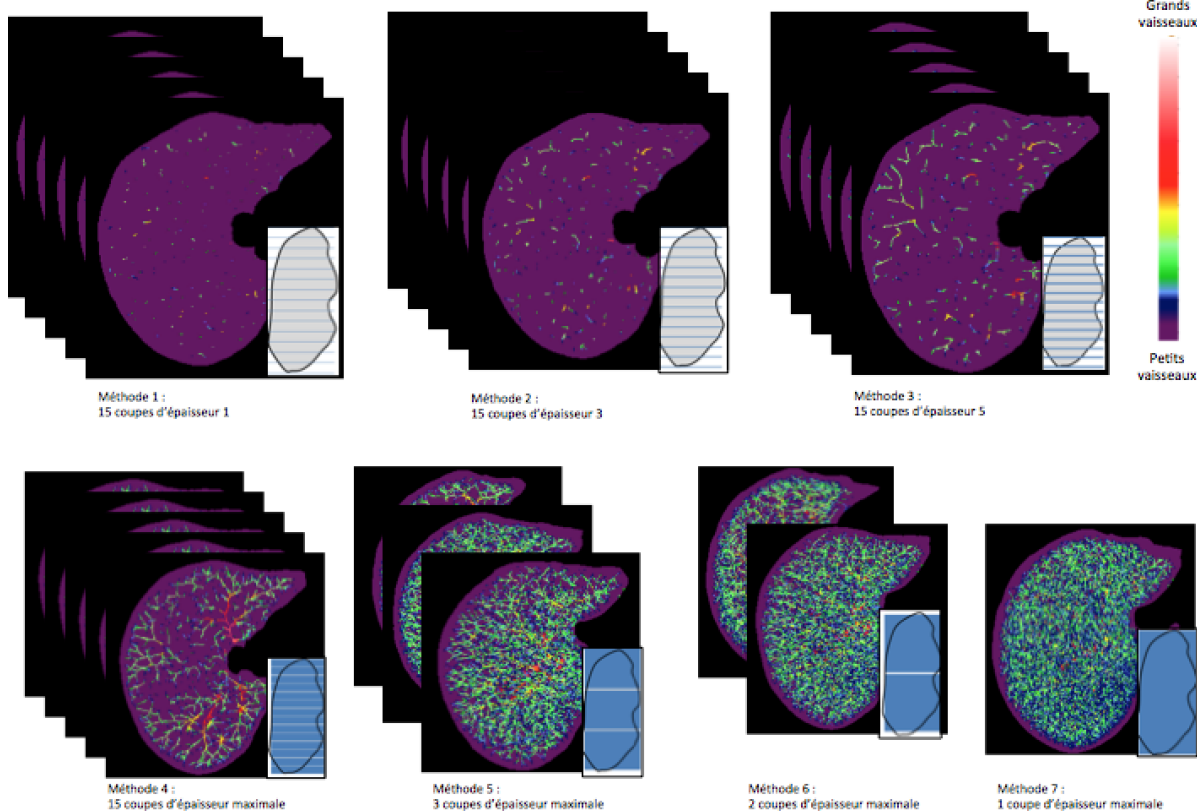 Grands
vaisseaux
Petits
vaisseaux
Méthode 1 :
15 coupes d'épaisseur 1
Méthode 2 :
15 coupes d'épaisseur 3
Méthode 3 :
15 coupes d'épaisseur 5
Méthode 4 :
15 coupes d'épaisseur maximale
Méthode 5 :
3 coupes d'épaisseur maximale
Méthode 6 :
2 coupes d'épaisseur maximale
Méthode 7 :
1 coupe d'épaisseur maximale